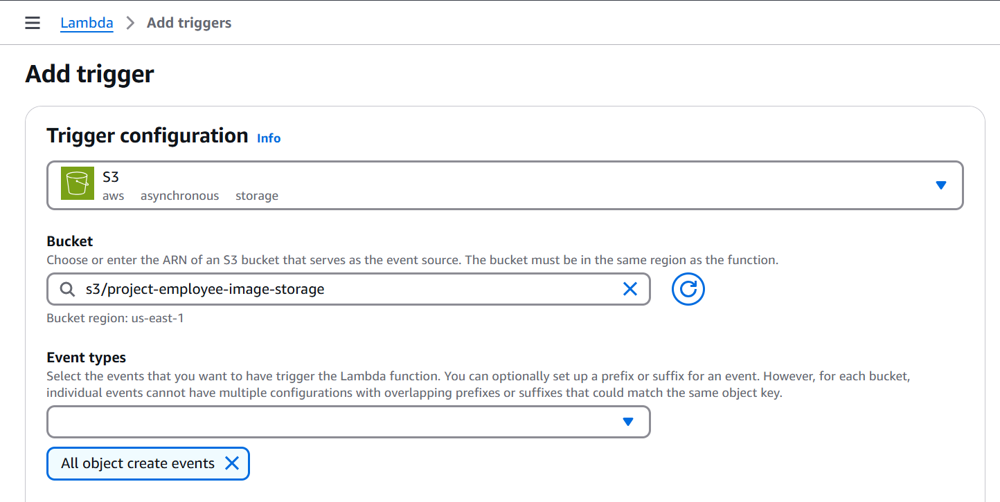 Lambda > Add triggers
Add trigger
Trigger configuration Info
S3
aws asynchronous storage
Bucket
Choose or enter the ARN of an S3 bucket that serves as the event source. The bucket must be in the same region as the function.
s3/project-employee-image-storage
Bucket region: us-east-1
Event types
Select the events that you want to have trigger the Lambda function. You can optionally set up a prefix or suffix for an event. However, for each bucket,
individual events cannot have multiple configurations with overlapping prefixes or suffixes that could match the same object key.
All object create events